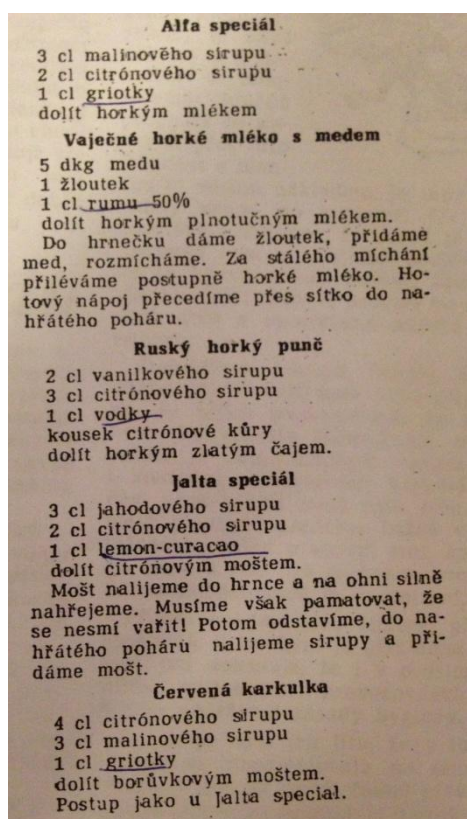 Alfa speciál
3 cl malinového sirupu
2 cl citrónového sirupu
1 cl griotky
dolít horkým mlékem
Vaječné horké mléko s medem
5 dkg medu
1 žloutek
1 cl rumu 50%
dolít horkým plnotučným mlékem.
Do hrnečku dáme žloutek, přidáme
med, rozmícháme. Za stálého míchání
příléváme postupně horké mléko. Ho-
tový nápoj přecedíme přes sítko do na-
hřátého poháru.
Ruský horký punč
2 cl vanilkového sirupu
3 cl citrónového sirupu
1 cl vodky
kousek citrónové kůry
dolít horkým zlatým čajem.
Jalta speciál
3 cl jahodového sirupu
2 cl citrónového sirupu
1 cl lemon-curacao
dolít citrónovým moštem.
Mošt nalijeme do hrnce a na ohni silně
nahřejeme. Musíme však pamatovat, že
se nesmí vařit! Potom odstavíme, do na-
hřátého poháru nalijeme sirupy a při-
dáme mošt.
Červená karkulka
4 cl citrónového sirupu
3 cl malinového sirupu
1 cl griotky
dolít borůvkovým moštem.
Postup jako u Jalta special.